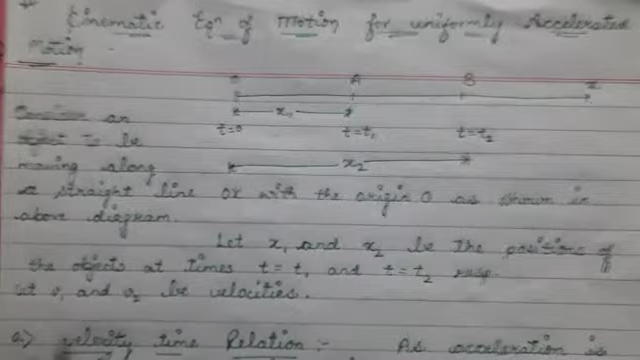 Kinematic Eqn of Motion for uniformly Accelerated
Motion -
O A B X
x₁
Consider an t=0 t=t₁ t=t₂
object to be
moving along x₂
a straight line OX with the origin O as shown in
above diagram.
Let x₁ and x₂ be the positions of
the objects at times t=t₁ and t=t₂ resp.
let v₁ and v₂ be velocities.
a.) velocity time Relation :- As acceleration is